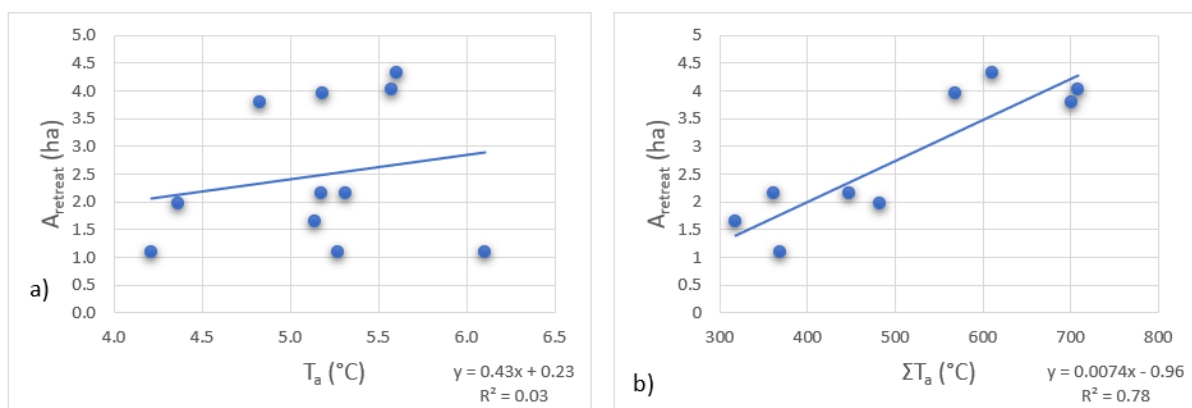 5.0
4.5
4.0
3.5
3.0
2.5
2.0
1.5
1.0
0.5
0.0
A_retreat (ha)
a)
4.0 4.5 5.0 5.5 6.0 6.5
T_a (°C)
y = 0.43x + 0.23
R² = 0.03
5
4.5
4
3.5
3
2.5
2
1.5
1
0.5
0
A_retreat (ha)
b)
300 400 500 600 700 800
ΣT_a (°C)
y = 0.0074x - 0.96
R² = 0.78